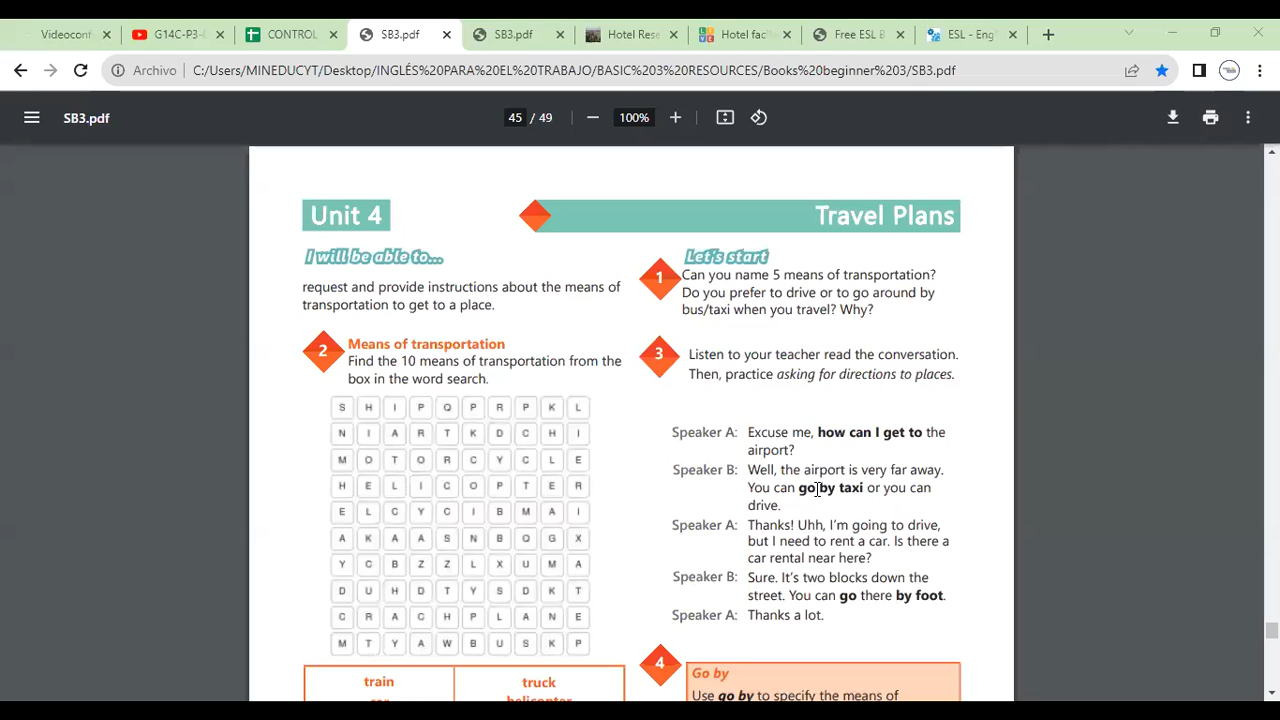 Videoconf
G14C-P3-L
CONTROL
SB3.pdf
SB3.pdf
Hotel Rese
Hotel faci
Free ESL B
ESL - Eng
Archivo
C:/Users/MINEDUCYT/Desktop/INGLÉS%20PARA%20EL%20TRABAJO/BASIC%203%20RESOURCES/Books%20beginner%203/SB3.pdf
SB3.pdf
45 / 49
100%
Unit 4
Travel Plans
I will be able to...
request and provide instructions about the means of
transportation to get to a place.
2
Means of transportation
Find the 10 means of transportation from the
box in the word search.
S H I P Q P R P K L
N I A R T K D C H I
M O T O R C Y C L E
H E L I C O P T E R
E L C Y C I B M A I
A K A A S N B Q G X
Y C B Z Z L X U M A
D U H D T Y S D K T
C R A C H P L A N E
M T Y A W B U S K P
train
truck
car
helicopter
Let's start
1
Can you name 5 means of transportation?
Do you prefer to drive or to go around by
bus/taxi when you travel? Why?
3
Listen to your teacher read the conversation.
Then, practice asking for directions to places.
Speaker A: Excuse me, how can I get to the
airport?
Speaker B: Well, the airport is very far away.
You can go by taxi or you can
drive.
Speaker A: Thanks! Uhh, I'm going to drive,
but I need to rent a car. Is there a
car rental near here?
Speaker B: Sure. It's two blocks down the
street. You can go there by foot.
Speaker A: Thanks a lot.
4
Go by
Use go by to specify the means of